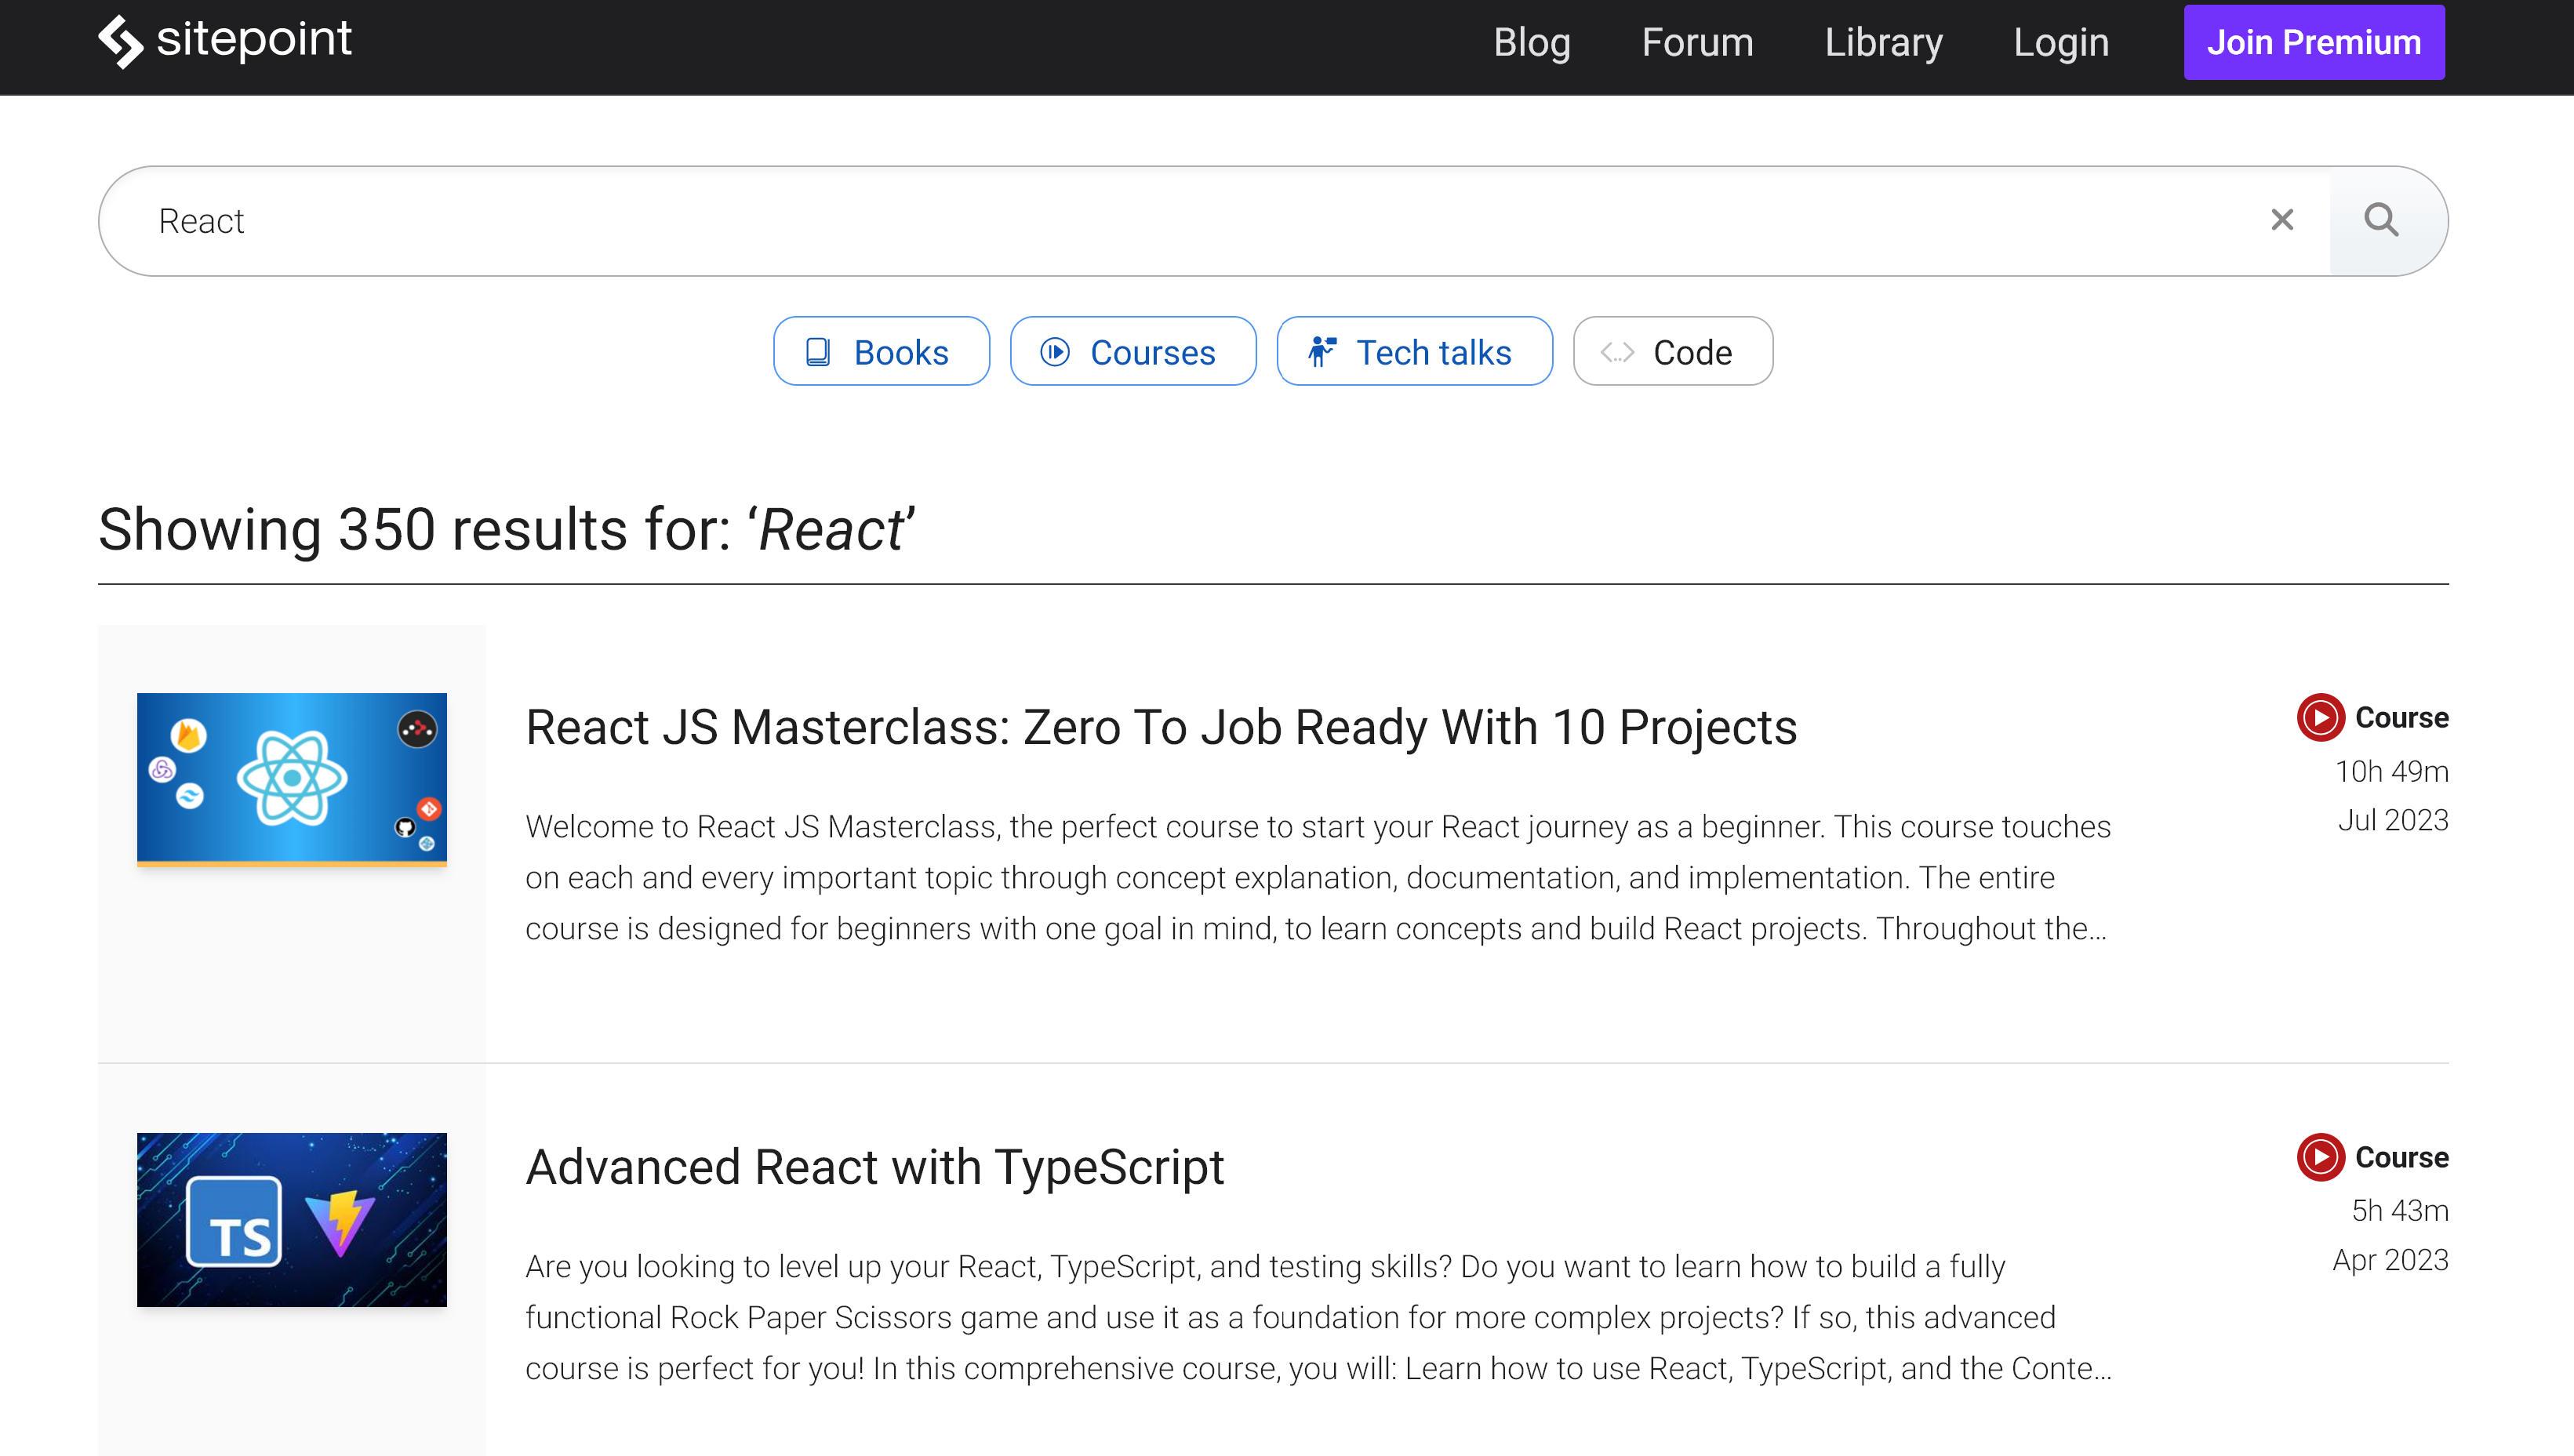 sitepoint
Blog
Forum
Library
Login
Join Premium
React
Books
Courses
Tech talks
Code
Showing 350 results for: ‘React’
React JS Masterclass: Zero To Job Ready With 10 Projects
Welcome to React JS Masterclass, the perfect course to start your React journey as a beginner. This course touches
on each and every important topic through concept explanation, documentation, and implementation. The entire
course is designed for beginners with one goal in mind, to learn concepts and build React projects. Throughout the…
Course
10h 49m
Jul 2023
TS
Advanced React with TypeScript
Are you looking to level up your React, TypeScript, and testing skills? Do you want to learn how to build a fully
functional Rock Paper Scissors game and use it as a foundation for more complex projects? If so, this advanced
course is perfect for you! In this comprehensive course, you will: Learn how to use React, TypeScript, and the Conte…
Course
5h 43m
Apr 2023